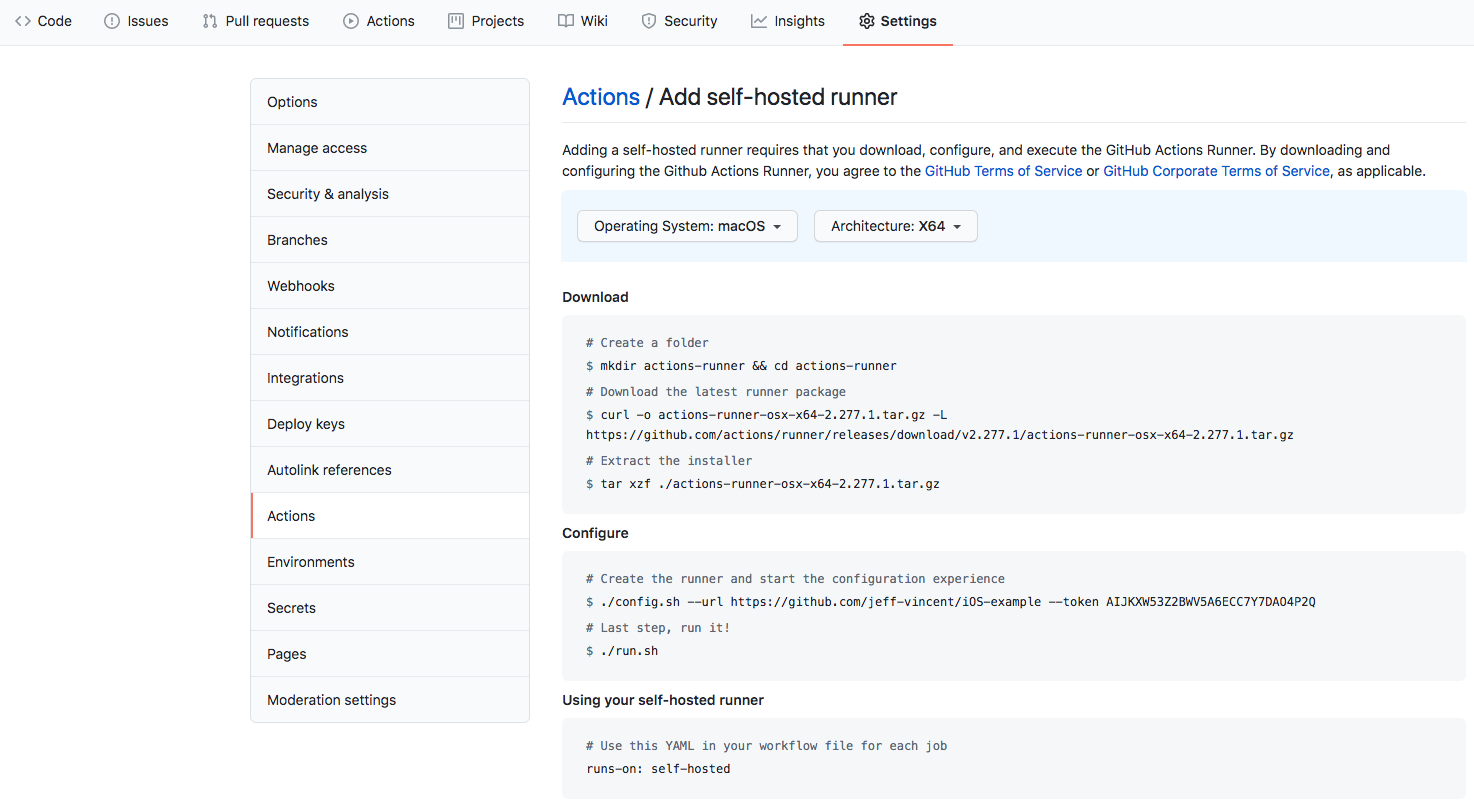 Code Issues Pull requests Actions Projects Wiki Security Insights Settings
Options
Manage access
Security & analysis
Branches
Webhooks
Notifications
Integrations
Deploy keys
Autolink references
Actions
Environments
Secrets
Pages
Moderation settings
Actions / Add self-hosted runner
Adding a self-hosted runner requires that you download, configure, and execute the GitHub Actions Runner. By downloading and
configuring the Github Actions Runner, you agree to the GitHub Terms of Service or GitHub Corporate Terms of Service, as applicable.
Operating System: macOS Architecture: X64
Download
# Create a folder
$ mkdir actions-runner && cd actions-runner
# Download the latest runner package
$ curl -o actions-runner-osx-x64-2.277.1.tar.gz -L
https://github.com/actions/runner/releases/download/v2.277.1/actions-runner-osx-x64-2.277.1.tar.gz
# Extract the installer
$ tar xzf ./actions-runner-osx-x64-2.277.1.tar.gz
Configure
# Create the runner and start the configuration experience
$ ./config.sh --url https://github.com/jeff-vincent/iOS-example --token AIJKXW53Z2BWV5A6ECC7Y7DAO4P2Q
# Last step, run it!
$ ./run.sh
Using your self-hosted runner
# Use this YAML in your workflow file for each job
runs-on: self-hosted